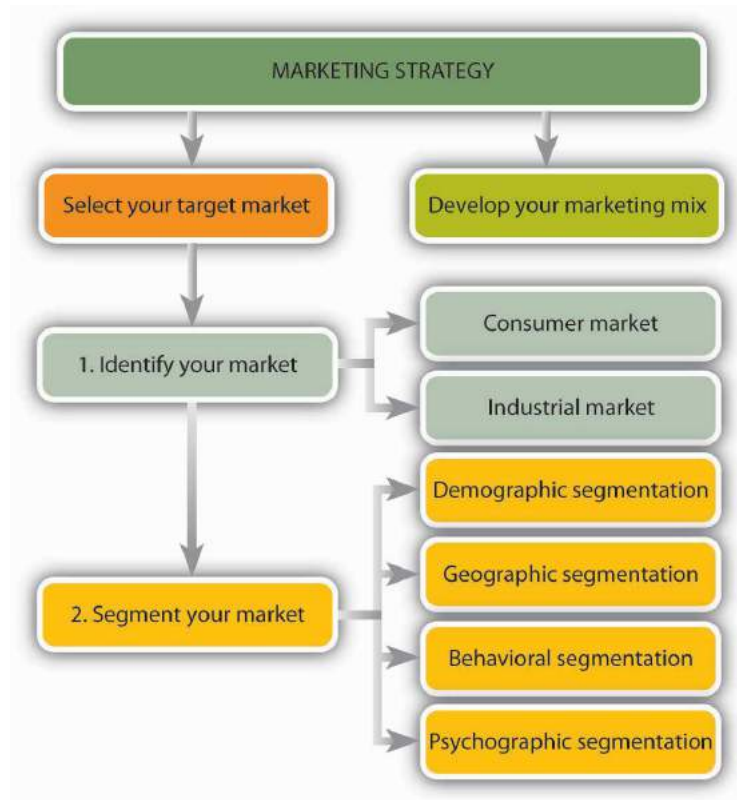 MARKETING STRATEGY
Select your target market
Develop your marketing mix
1. Identify your market
Consumer market
Industrial market
2. Segment your market
Demographic segmentation
Geographic segmentation
Behavioral segmentation
Psychographic segmentation